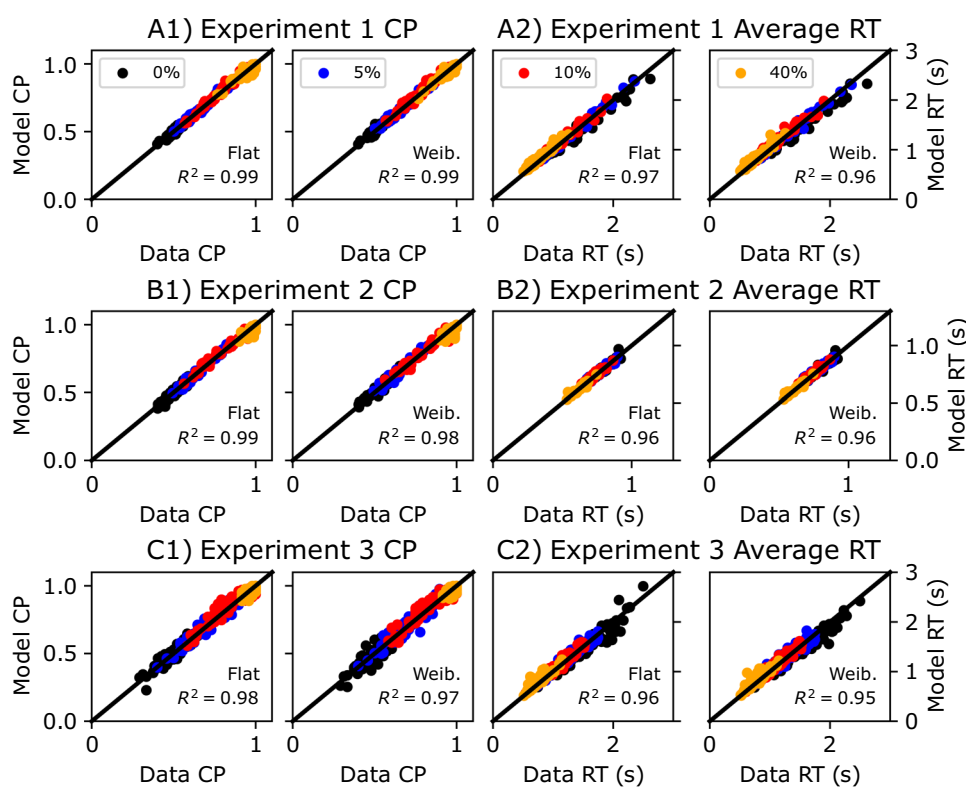 A1) Experiment 1 CP
A2) Experiment 1 Average RT
Model CP
1.0
0.5
0.0
0%
5%
10%
40%
Flat
R² = 0.99
Weib.
R² = 0.99
Flat
R² = 0.97
Weib.
R² = 0.96
3
2
1
0
Model RT (s)
0 1
0 1
0 2
0 2
Data CP
Data CP
Data RT (s)
Data RT (s)
B1) Experiment 2 CP
B2) Experiment 2 Average RT
Model CP
1.0
0.5
0.0
Flat
R² = 0.99
Weib.
R² = 0.98
Flat
R² = 0.96
Weib.
R² = 0.96
1.0
0.5
0.0
Model RT (s)
0 1
0 1
0 1
0 1
Data CP
Data CP
Data RT (s)
Data RT (s)
C1) Experiment 3 CP
C2) Experiment 3 Average RT
Model CP
1.0
0.5
0.0
Flat
R² = 0.98
Weib.
R² = 0.97
Flat
R² = 0.96
Weib.
R² = 0.95
3
2
1
0
Model RT (s)
0 1
0 1
0 2
0 2
Data CP
Data CP
Data RT (s)
Data RT (s)